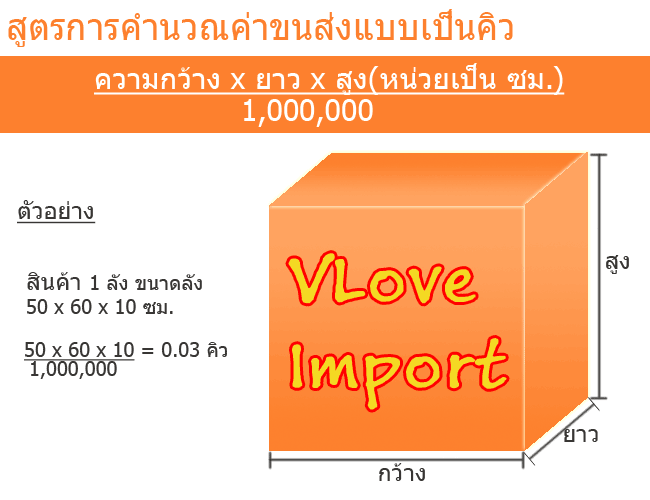 สูตรการคำนวณค่าขนส่งแบบเป็นคิว
ความกว้าง x ยาว x สูง(หน่วยเป็น ซม.)
1,000,000
ตัวอย่าง
สินค้า 1 ลัง ขนาดลัง
50 x 60 x 10 ซม.
50 x 60 x 10 = 0.03 คิว
1,000,000
VLove
Import
สูง
ยาว
กว้าง